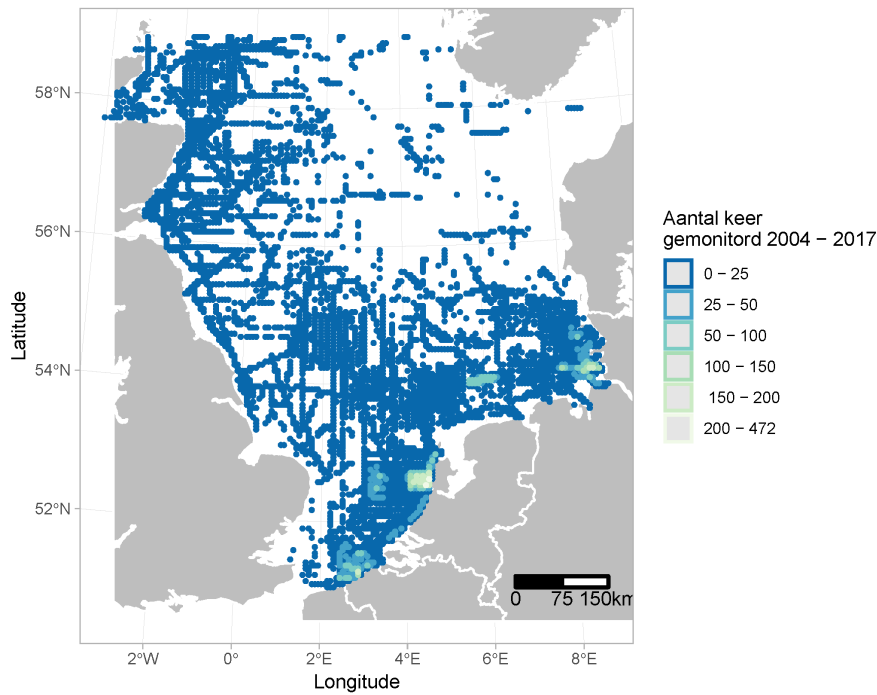 58°N
56°N
54°N
52°N
Latitude
2°W 0° 2°E 4°E 6°E 8°E
Longitude
0 75 150km
Aantal keer
gemonitord 2004 − 2017
0 − 25
25 − 50
50 − 100
100 − 150
150 − 200
200 − 472